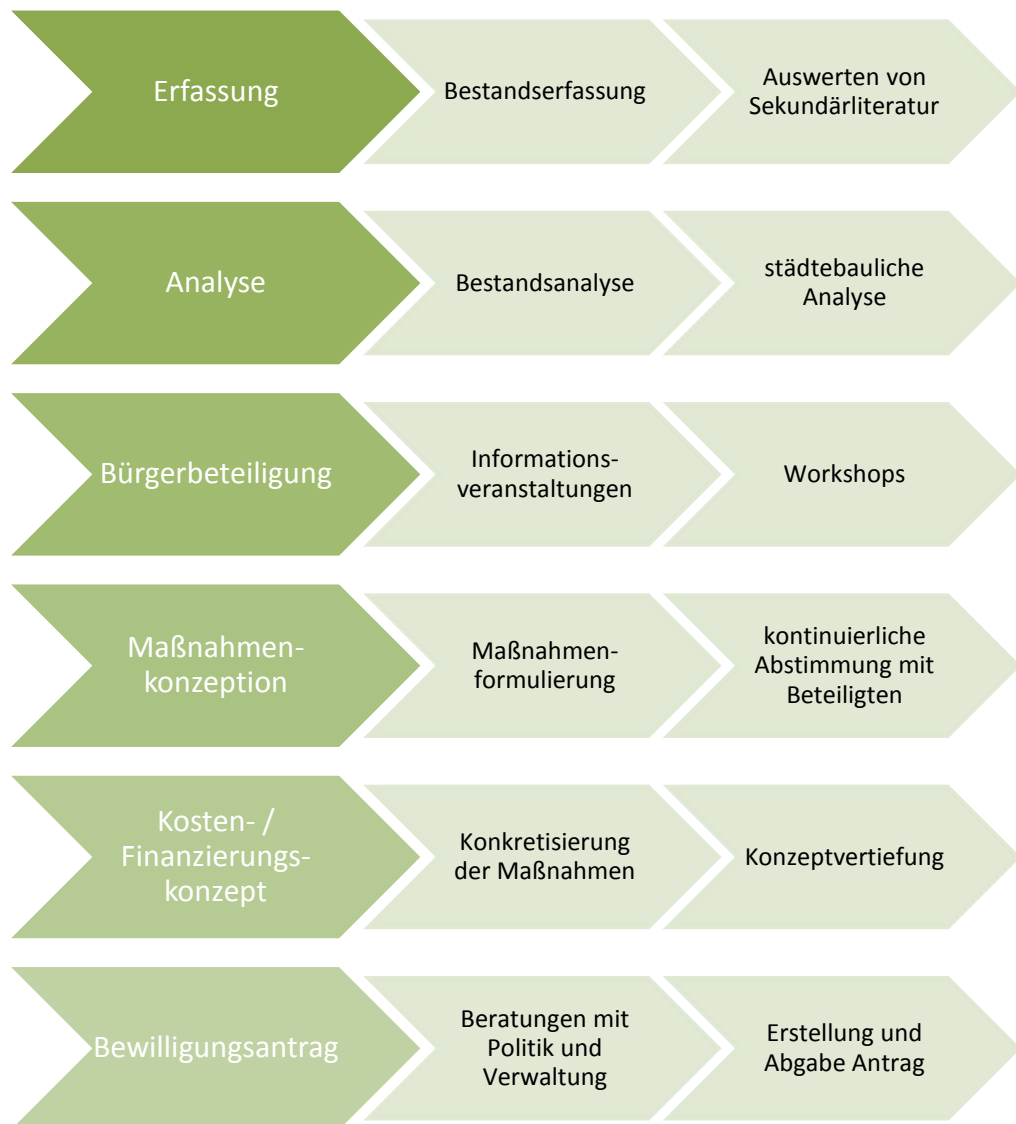 Erfassung
Bestandserfassung
Auswerten von
Sekundärliteratur
Analyse
Bestandsanalyse
städtebauliche
Analyse
Bürgerbeteiligung
Informations-
veranstaltungen
Workshops
Maßnahmen-
konzeption
Maßnahmen-
formulierung
kontinuierliche
Abstimmung mit
Beteiligten
Kosten- /
Finanzierungs-
konzept
Konkretisierung
der Maßnahmen
Konzeptvertiefung
Bewilligungsantrag
Beratungen mit
Politik und
Verwaltung
Erstellung und
Abgabe Antrag